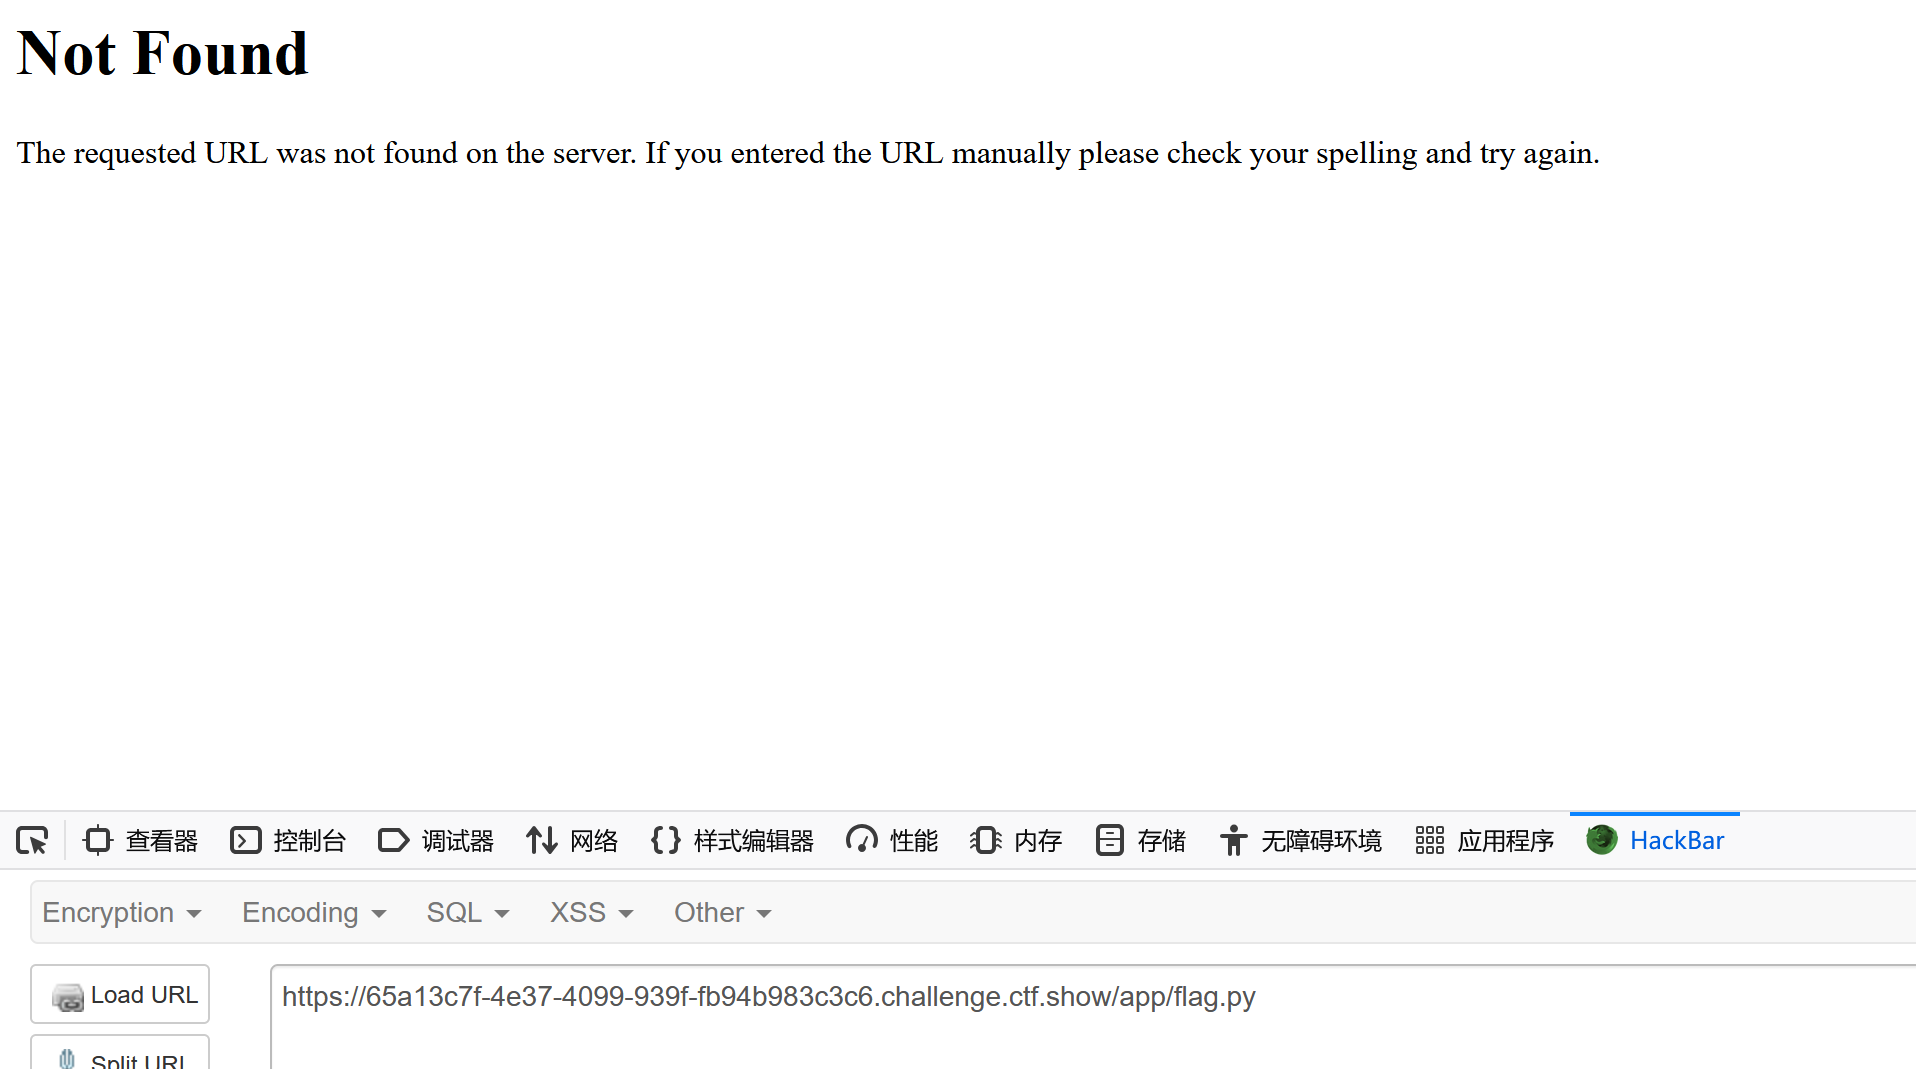 Not Found
The requested URL was not found on the server. If you entered the URL manually please check your spelling and try again.
查看器 控制台 调试器 网络 样式编辑器 性能 内存 存储 无障碍环境 应用程序 HackBar
Encryption Encoding SQL XSS Other
Load URL https://65a13c7f-4e37-4099-939f-fb94b983c3c6.challenge.ctf.show/app/flag.py
Split URL